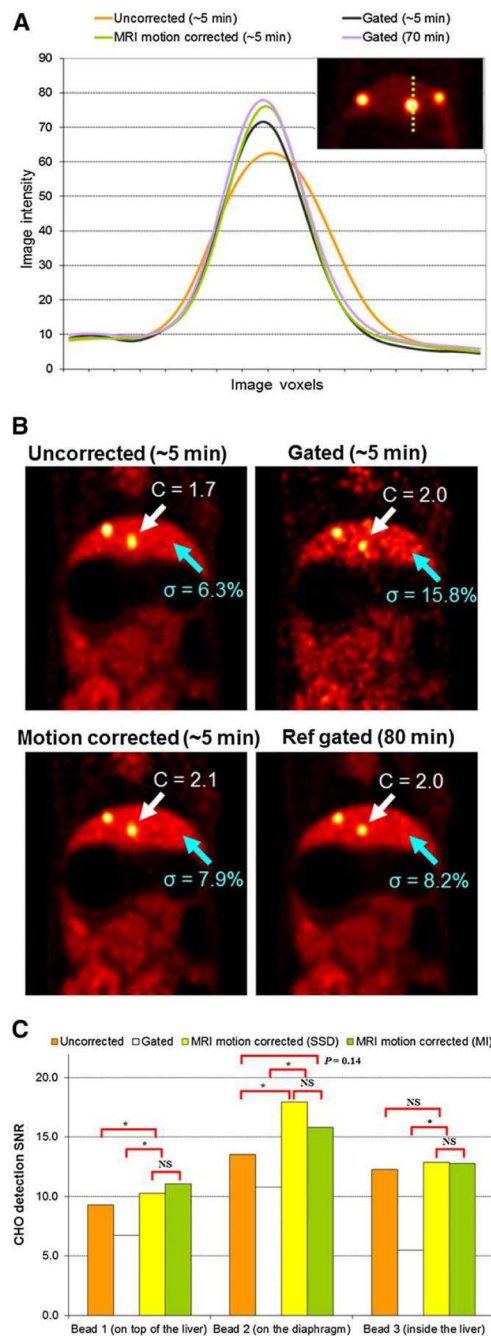 A
Uncorrected (~5 min)
Gated (~5 min)
MRI motion corrected (~5 min)
Gated (70 min)
90
80
70
60
50
40
30
20
10
0
Image intensity
Image voxels
B
Uncorrected (~5 min)
C = 1.7
σ = 6.3%
Gated (~5 min)
C = 2.0
σ = 15.8%
Motion corrected (~5 min)
C = 2.1
σ = 7.9%
Ref gated (80 min)
C = 2.0
σ = 8.2%
C
Uncorrected
Gated
MRI motion corrected (SSD)
MRI motion corrected (MI)
20.0
15.0
10.0
5.0
0.0
CHO detection SNR
*
*
NS
P = 0.14
*
*
NS
NS
*
NS
Bead 1 (on top of the liver)
Bead 2 (on the diaphragm)
Bead 3 (inside the liver)